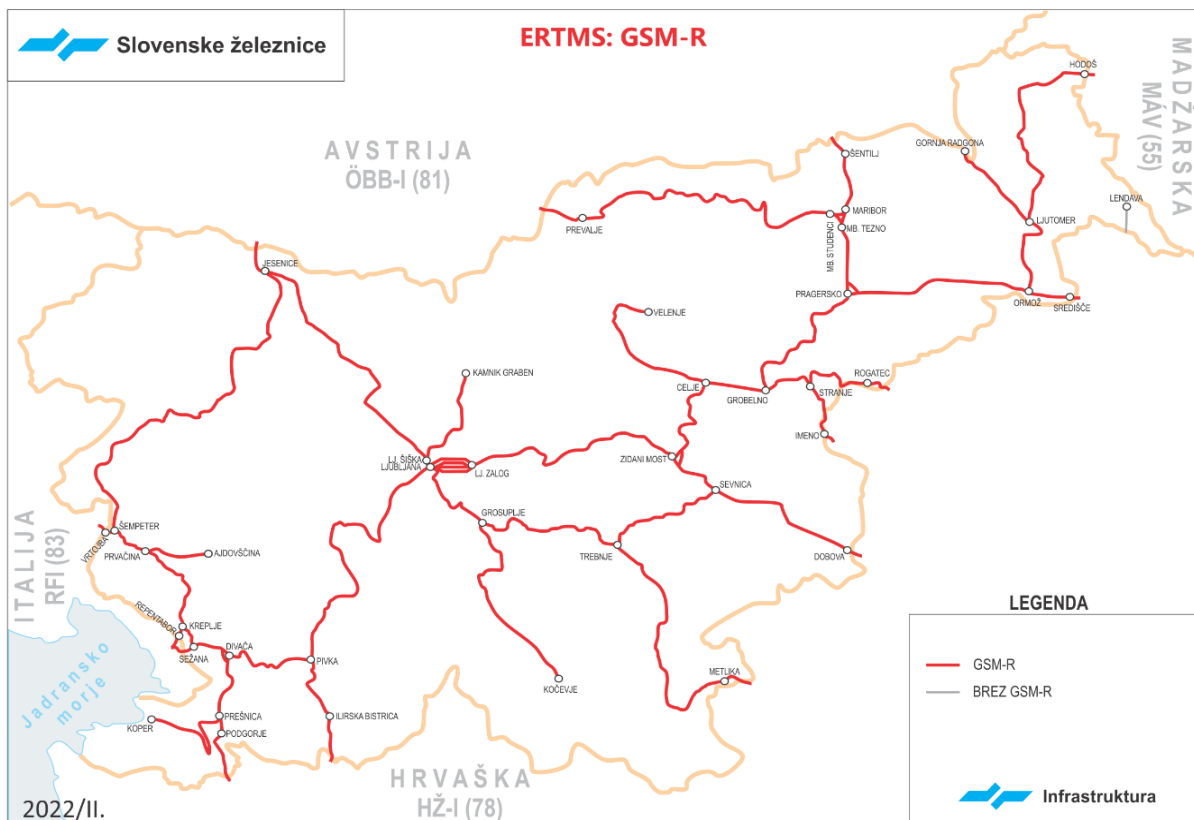 Slovenske železnice
ERTMS: GSM-R
AVSTRIJA
ÖBB-I (81)
MADŽARSKA
MÁV (55)
HODOŠ
ŠENTILJ
GORNJA RADGONA
LENDAVA
MARIBOR
LJUTOMER
PREVALJE
MB. TEZNO
MB. STUDENCI
JESENICE
PRAGERSKO
ORMOŽ
SREDIŠČE
VELENJE
KAMNIK GRABEN
CELJE
GROBELNO
STRANJE
ROGATEC
IMENO
LJ. ŠIŠKA
LJUBLJANA
LJ. ZALOG
ZIDANI MOST
SEVNICA
GROSUPLJE
TREBNJE
DOBOVA
ITALIJA
RFI (83)
ŠEMPETER
VRTOJBA
PRVAČINA
AJDOVŠČINA
REPENTABOR
KREPLJE
SEŽANA
DIVAČA
PIVKA
KOČEVJE
METLIKA
Jadransko
morje
KOPER
PREŠNICA
PODGORJE
ILIRSKA BISTRICA
HRVAŠKA
HŽ-I (78)
LEGENDA
GSM-R
BREZ GSM-R
Infrastruktura
2022/II.